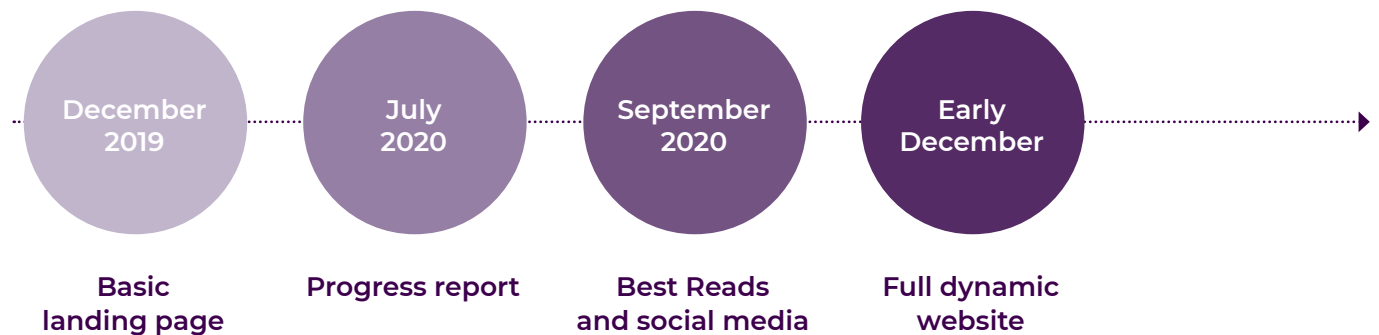 December
2019
July
2020
September
2020
Early
December
Basic
landing page
Progress report
Best Reads
and social media
Full dynamic
website